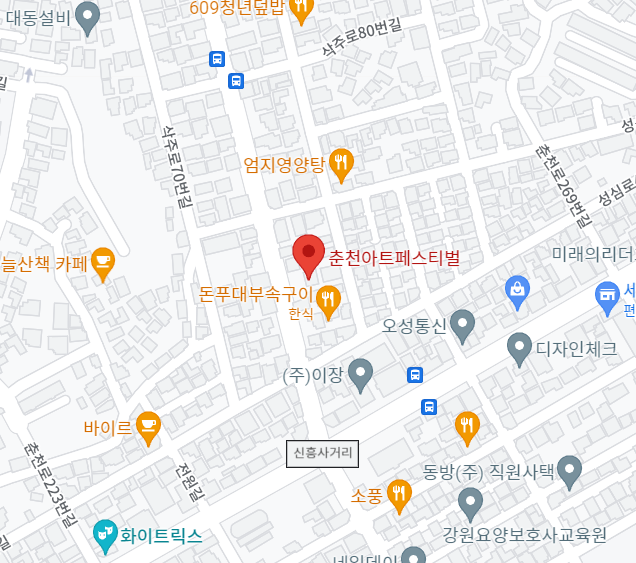 609청년덮밥
대동설비
삭주로80번길
삭주로70번길
엄지영양탕
춘천로269번길
춘천아트페스티벌
미래의리더
늘산책 카페
돈푸대부속구이
한식
오성통신
디자인체크
(주)이장
바이르
신흥사거리
동방(주) 직원사택
춘천로223번길
전원길
소풍
화이트릭스
강원요양보호사교육원